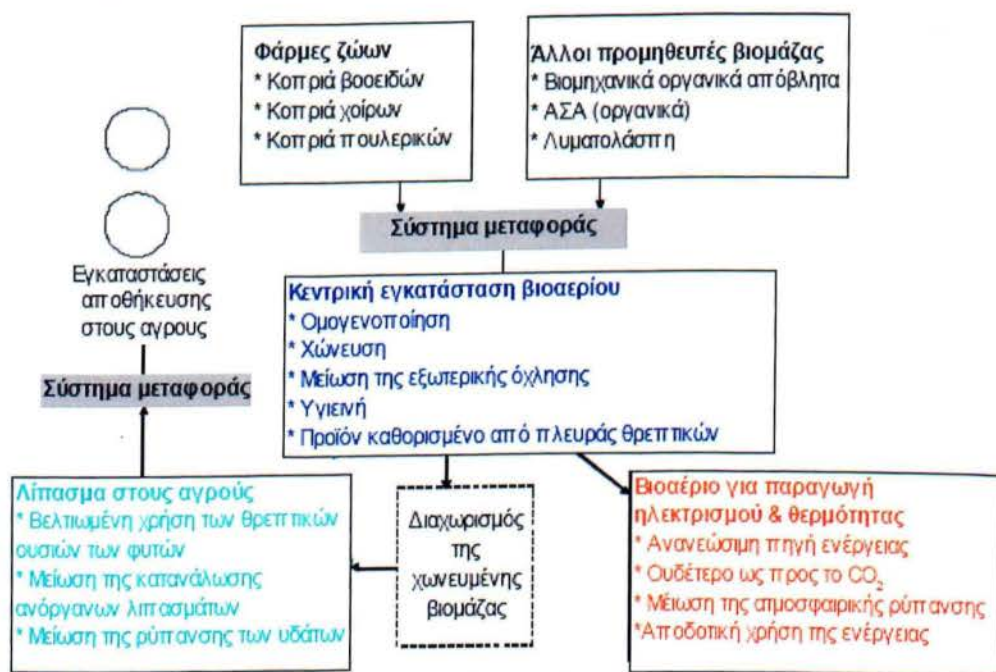 Φάρμες ζώων
* Κοπριά βοοειδών
* Κοπριά χοίρων
* Κοπριά πουλερικών
Άλλοι προμηθευτές βιομάζας
* Βιομηχανικά οργανικά απόβλητα
* ΑΣΑ (οργανικά)
* Λυματολάσπη
Σύστημα μεταφοράς
Εγκαταστάσεις
αποθήκευσης
στους αγρους
Σύστημα μεταφοράς
Κεντρική εγκατάσταση βιοαερίου
* Ομογενοποίηση
* Χώνευση
* Μείωση της εξωτερικής όχλησης
* Υγιεινή
* Προϊόν καθορισμένο από πλευράς θρεπτικών
Λίπασμα στους αγρούς
* Βελτιωμένη χρήση των θρεπτικών
ουσιών των φυτών
* Μείωση της κατανάλωσης
ανόργανων λιπασμάτων
* Μείωση της ρύπανσης των υδάτων
Διαχωρισμός
της
χωνευμένης
βιομάζας
Βιοαέριο για παραγωγή
ηλεκτρισμού & θερμότητας
* Ανανεώσιμη πηγή ενέργειας
* Ουδέτερο ως προς το CO₂
* Μέιωση της ατμοσφαιρικής ρύπανσης
*Αποδοτική χρήση της ενέργειας